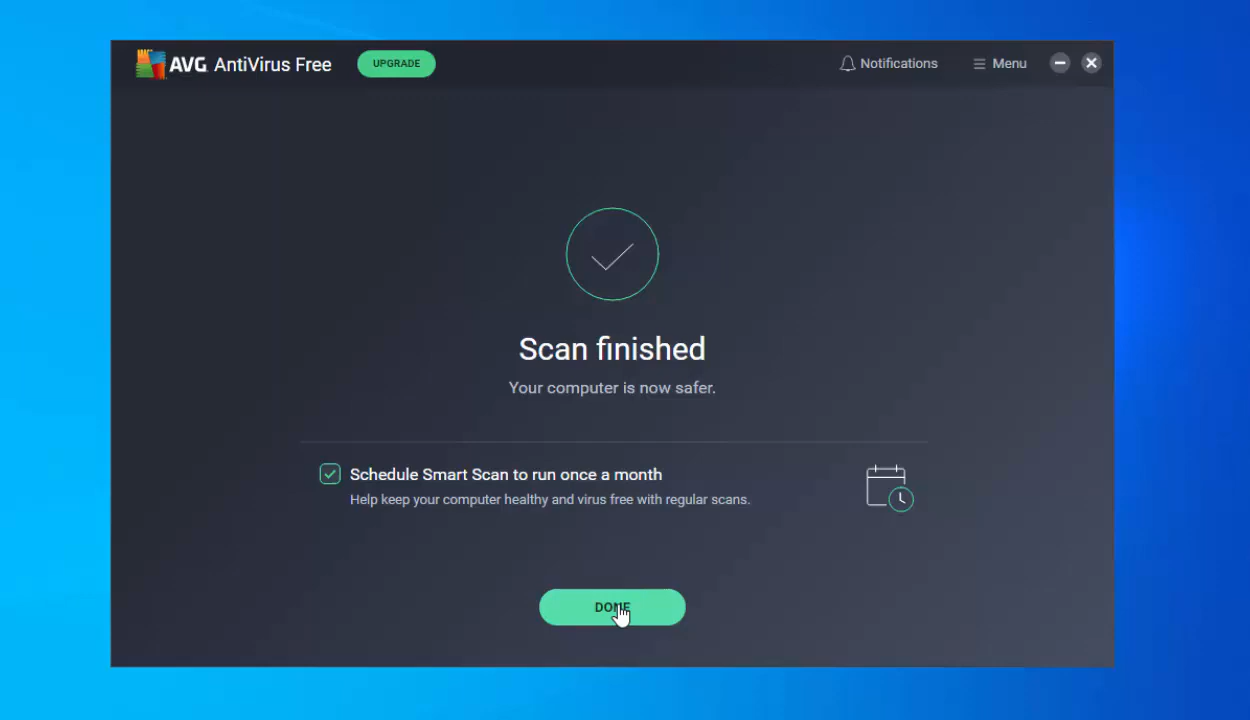 AVG AntiVirus Free
UPGRADE
Notifications
Menu
Scan finished
Your computer is now safer.
Schedule Smart Scan to run once a month
Help keep your computer healthy and virus free with regular scans.
DONE